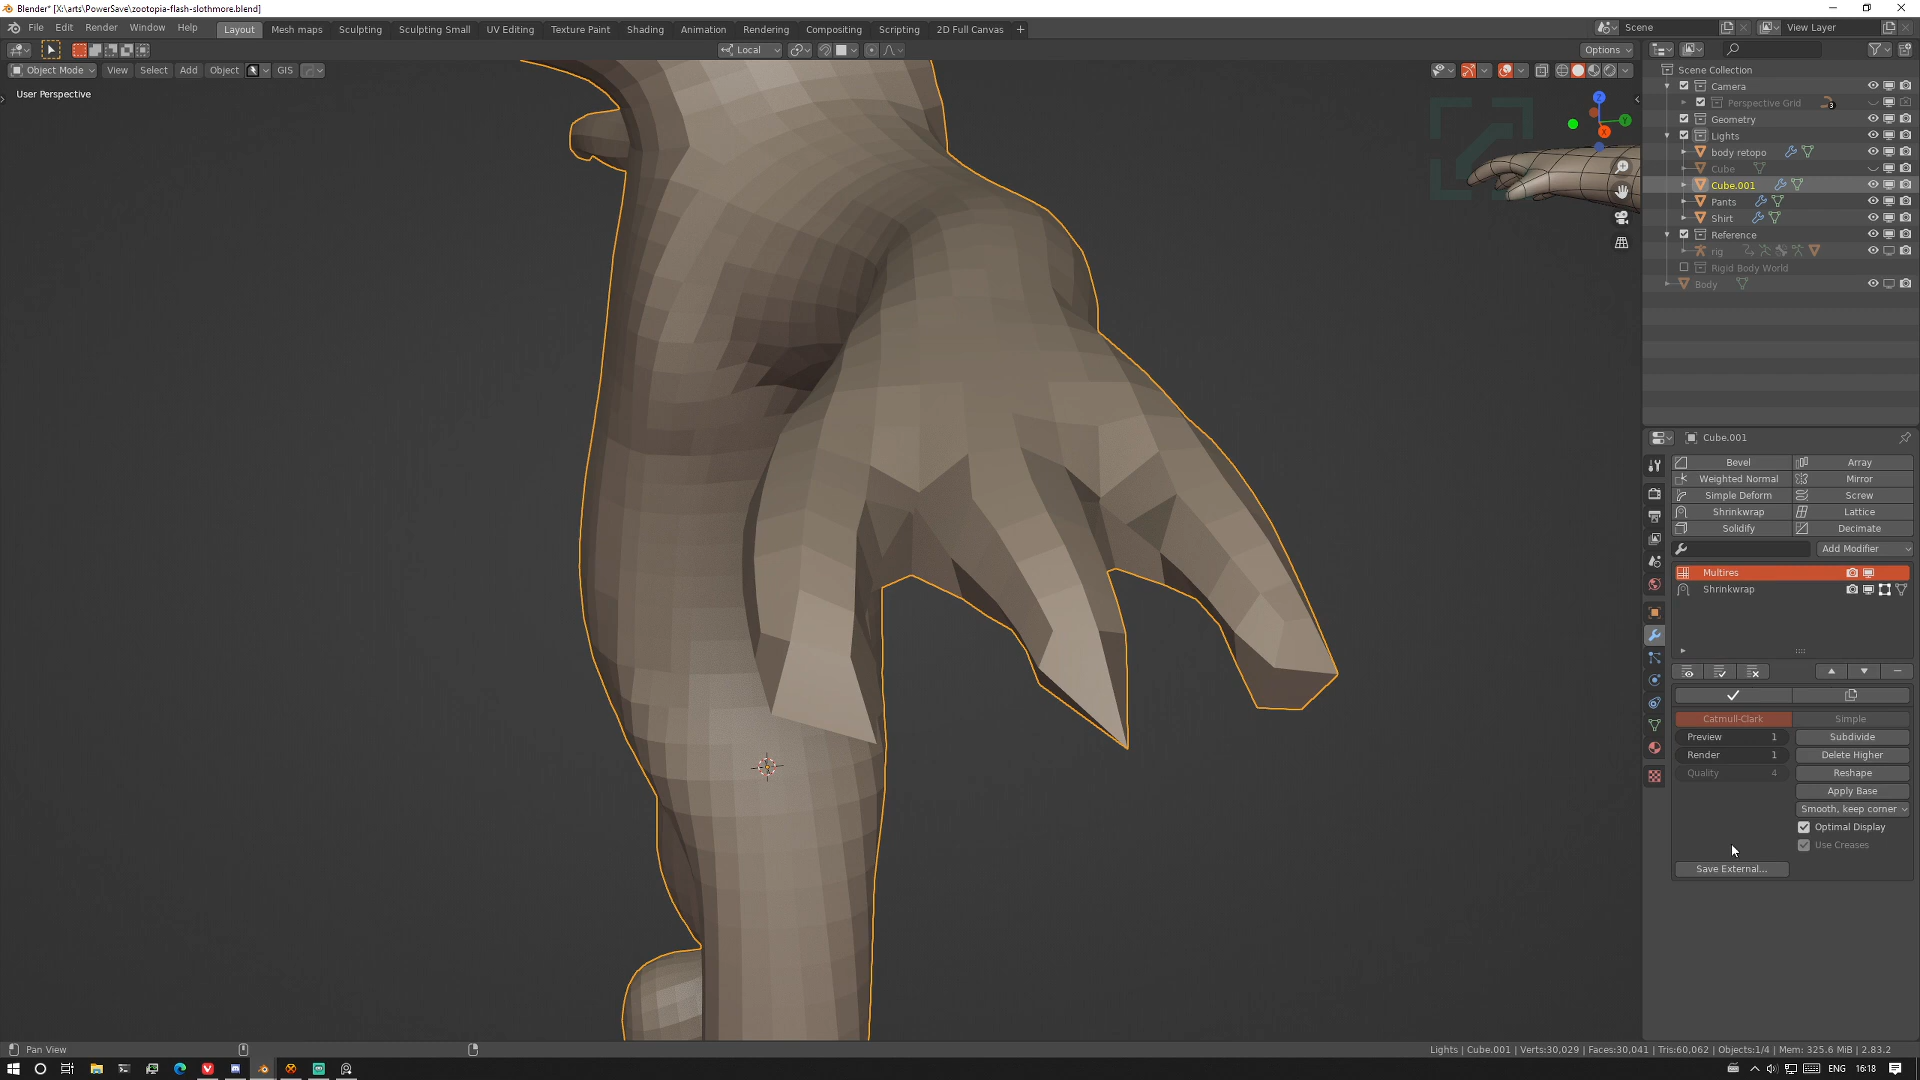 Blender* [X:\arts\PowerSave\zootopia-flash-slothmore.blend]
File Edit Render Window Help Layout Mesh maps Sculpting Sculpting Small UV Editing Texture Paint Shading Animation Rendering Compositing Scripting 2D Full Canvas + Scene View Layer
Local Options
Object Mode View Select Add Object GIS
User Perspective
Z
Y
X
Scene Collection
Camera
Perspective Grid 3
Geometry
Lights
body retopo
Cube
Cube.001
Pants
Shirt
Reference
rig
Rigid Body World
Body
Cube.001
Bevel Array
Weighted Normal Mirror
Simple Deform Screw
Shrinkwrap Lattice
Solidify Decimate
Add Modifier
Multires
Shrinkwrap
Catmull-Clark Simple
Preview 1 Subdivide
Render 1 Delete Higher
Quality 4 Reshape
Apply Base
Smooth, keep corner
Optimal Display
Use Creases
Save External...
Pan View
Lights | Cube.001 | Verts:30,029 | Faces:30,041 | Tris:60,062 | Objects:1/4 | Mem: 325.6 MiB | 2.83.2
ENG 16:18